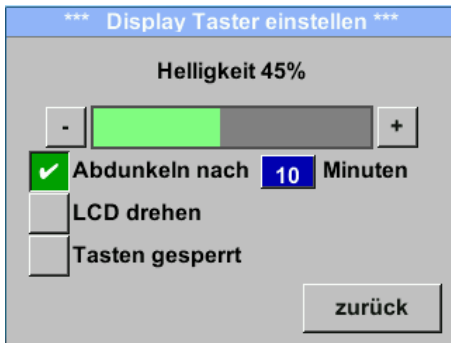 *** Display Taster einstellen ***
Helligkeit 45%
- +
✔ Abdunkeln nach 10 Minuten
LCD drehen
Tasten gesperrt
zurück